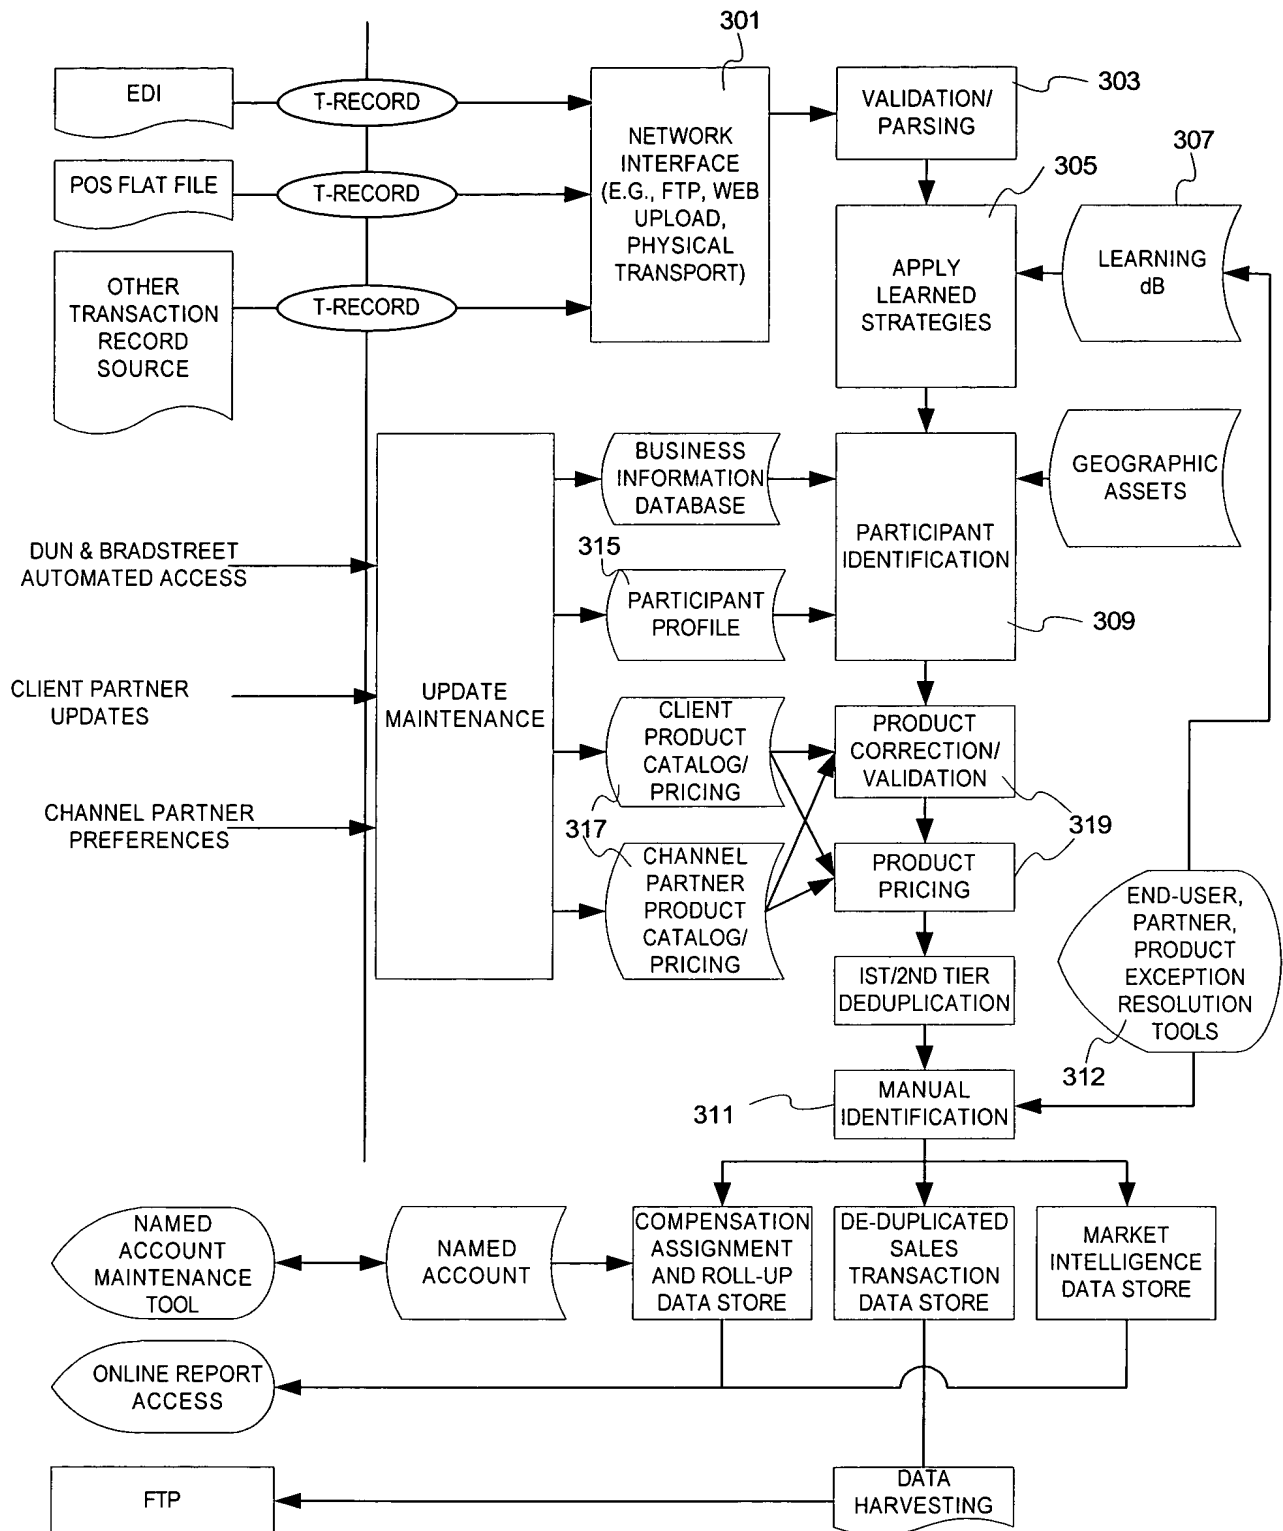 301
EDI
T-RECORD
VALIDATION/
PARSING
303
POS FLAT FILE
T-RECORD
NETWORK
INTERFACE
(E.G., FTP, WEB
UPLOAD,
PHYSICAL
TRANSPORT)
305
307
OTHER
TRANSACTION
RECORD
SOURCE
T-RECORD
APPLY
LEARNED
STRATEGIES
LEARNING
dB
BUSINESS
INFORMATION
DATABASE
GEOGRAPHIC
ASSETS
DUN & BRADSTREET
AUTOMATED ACCESS
315
PARTICIPANT
PROFILE
PARTICIPANT
IDENTIFICATION
309
CLIENT PARTNER
UPDATES
UPDATE
MAINTENANCE
CLIENT
PRODUCT
CATALOG/
PRICING
PRODUCT
CORRECTION/
VALIDATION
CHANNEL PARTNER
PREFERENCES
317
319
CHANNEL
PARTNER
PRODUCT
CATALOG/
PRICING
PRODUCT
PRICING
END-USER,
PARTNER,
PRODUCT
EXCEPTION
RESOLUTION
TOOLS
IST/2ND TIER
DEDUPLICATION
312
311
MANUAL
IDENTIFICATION
NAMED
ACCOUNT
MAINTENANCE
TOOL
NAMED
ACCOUNT
COMPENSATION
ASSIGNMENT
AND ROLL-UP
DATA STORE
DE-DUPLICATED
SALES
TRANSACTION
DATA STORE
MARKET
INTELLIGENCE
DATA STORE
ONLINE REPORT
ACCESS
FTP
DATA
HARVESTING